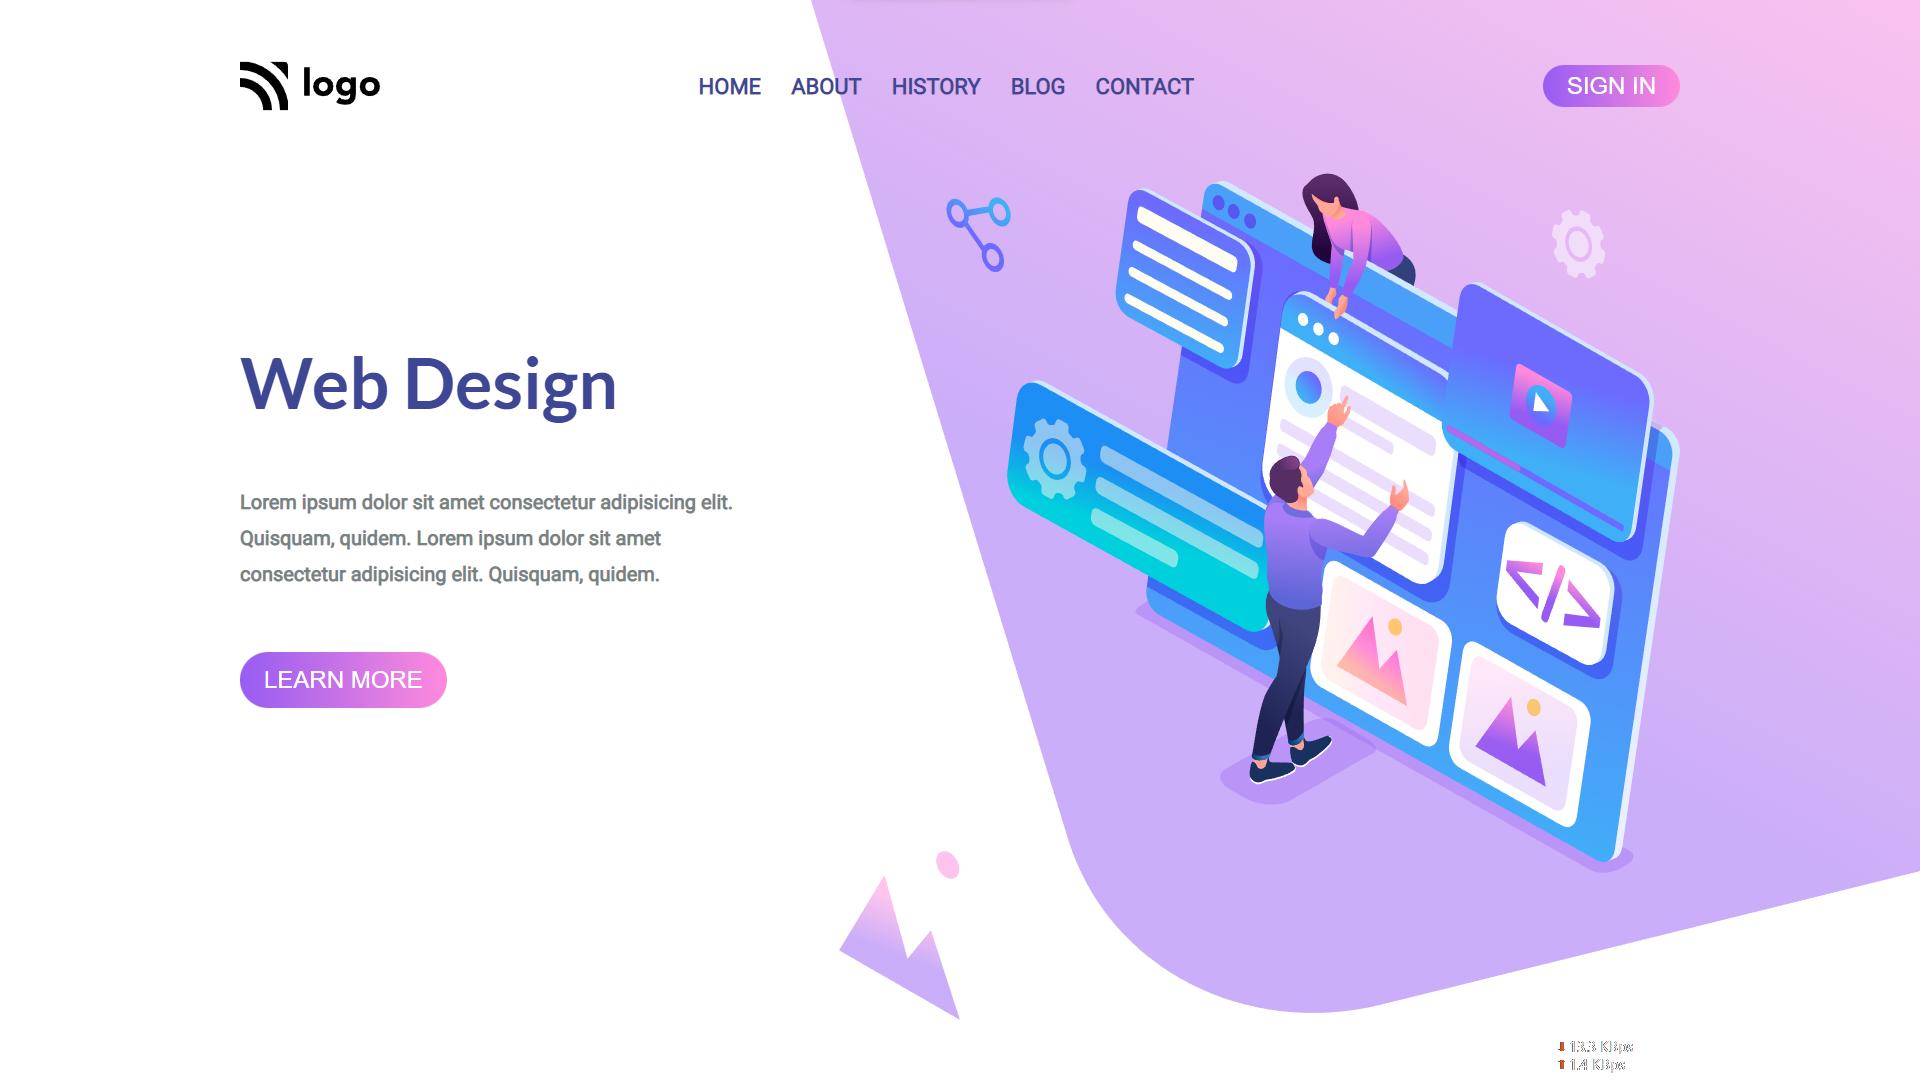 logo
HOME ABOUT HISTORY BLOG CONTACT
SIGN IN
Web Design
Lorem ipsum dolor sit amet consectetur adipisicing elit.
Quisquam, quidem. Lorem ipsum dolor sit amet
consectetur adipisicing elit. Quisquam, quidem.
LEARN MORE
</>
13.3 KBps
1.4 KBps